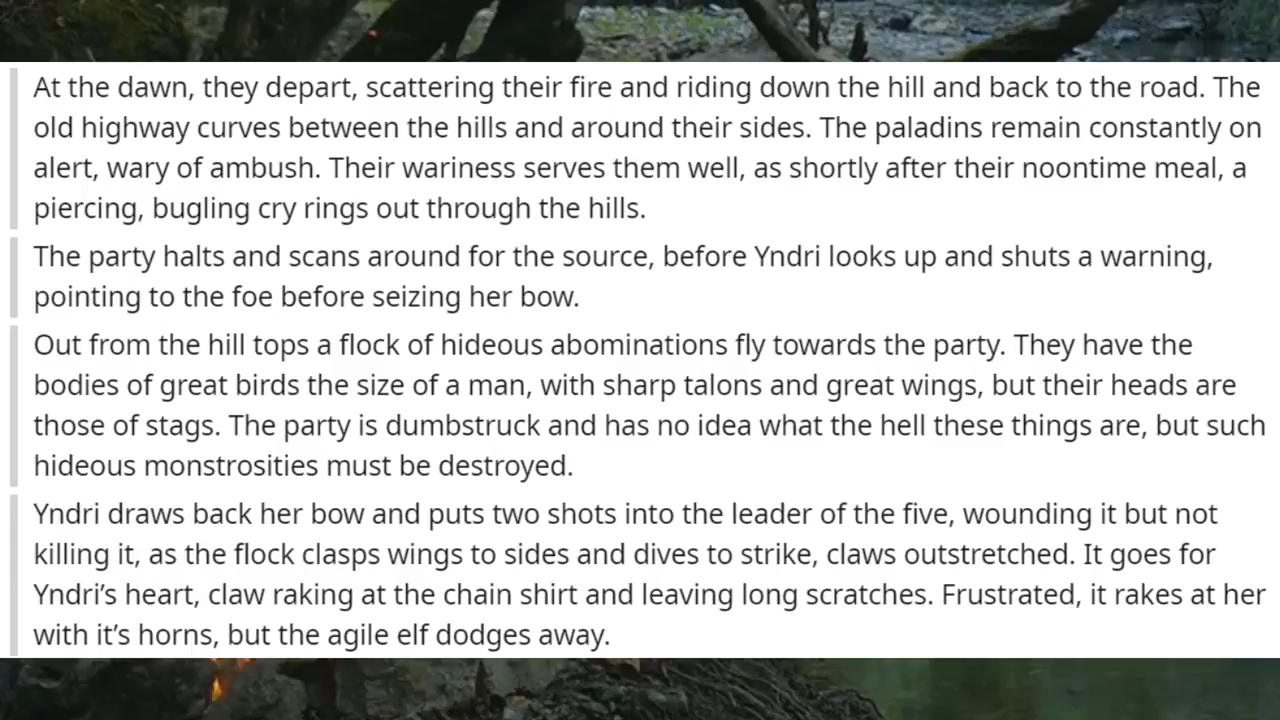 At the dawn, they depart, scattering their fire and riding down the hill and back to the road. The
old highway curves between the hills and around their sides. The paladins remain constantly on
alert, wary of ambush. Their wariness serves them well, as shortly after their noontime meal, a
piercing, bugling cry rings out through the hills.
The party halts and scans around for the source, before Yndri looks up and shuts a warning,
pointing to the foe before seizing her bow.
Out from the hill tops a flock of hideous abominations fly towards the party. They have the
bodies of great birds the size of a man, with sharp talons and great wings, but their heads are
those of stags. The party is dumbstruck and has no idea what the hell these things are, but such
hideous monstrosities must be destroyed.
Yndri draws back her bow and puts two shots into the leader of the five, wounding it but not
killing it, as the flock clasps wings to sides and dives to strike, claws outstretched. It goes for
Yndri’s heart, claw raking at the chain shirt and leaving long scratches. Frustrated, it rakes at her
with it’s horns, but the agile elf dodges away.